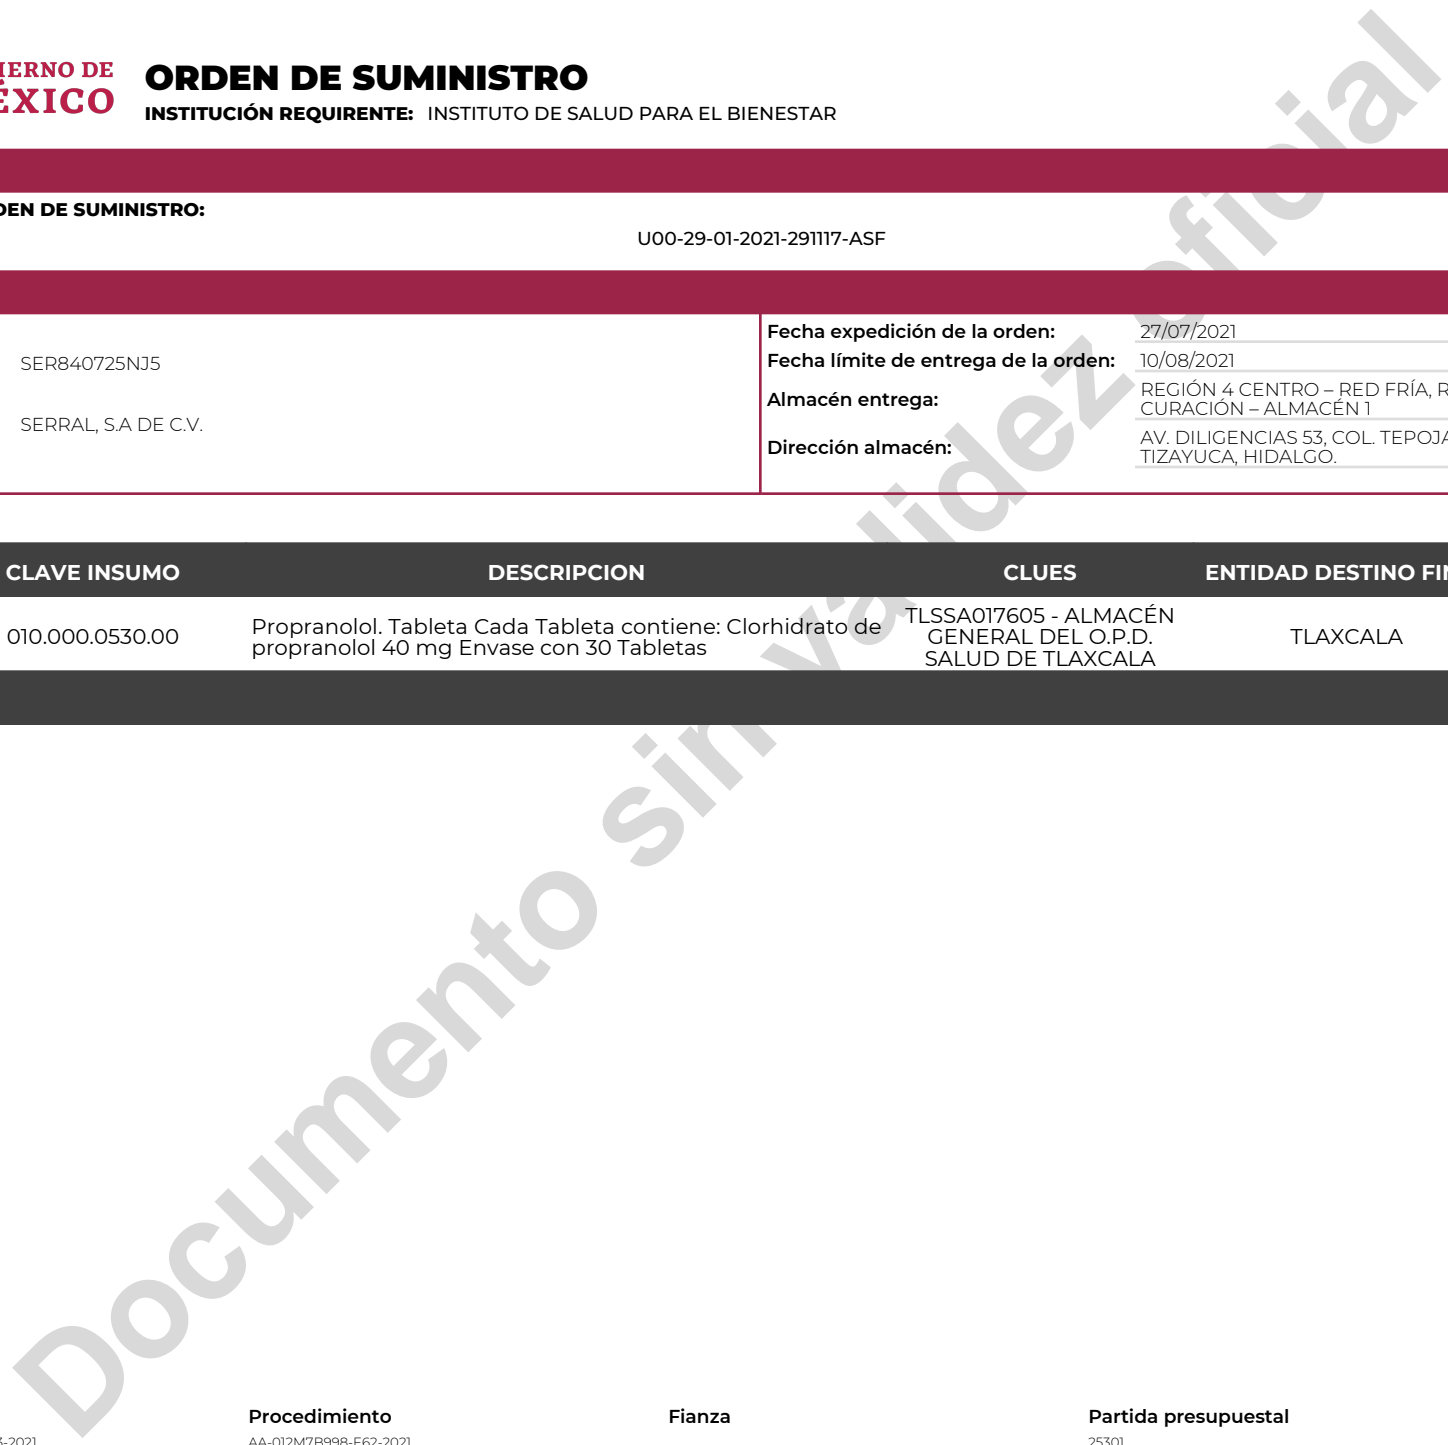 ORDEN DE SUMINISTRO
INSTITUCIÓN REQUIRENTE: INSTITUTO DE SALUD PARA EL BIENESTAR
DE
DE SUMINISTRO:
U00-29-01-2021-291117-ASF
SER840725NJ5
SERRAL, S.A DE C.V.
Fecha expedición de la orden: 27/07/2021
Fecha límite de entrega de la orden: 10/08/2021
Almacén entrega: REGIÓN 4 CENTRO – RED FRÍA,
CURACIÓN – ALMACÉN 1
Dirección almacén: AV. DILIGENCIAS 53, COL.
TIZAYUCA, HIDALGO.
CLAVE INSUMO DESCRIPCION CLUES ENTIDAD DESTINO
010.000.0530.00
Propranolol. Tableta Cada Tableta contiene: Clorhidrato de
propranolol 40 mg Envase con 30 Tabletas
TLSSA017605 - ALMACÉN
GENERAL DEL O.P.D.
SALUD DE TLAXCALA
TLAXCALA
Documento sin validez oficial
Procedimiento Fianza Partida presupuestal